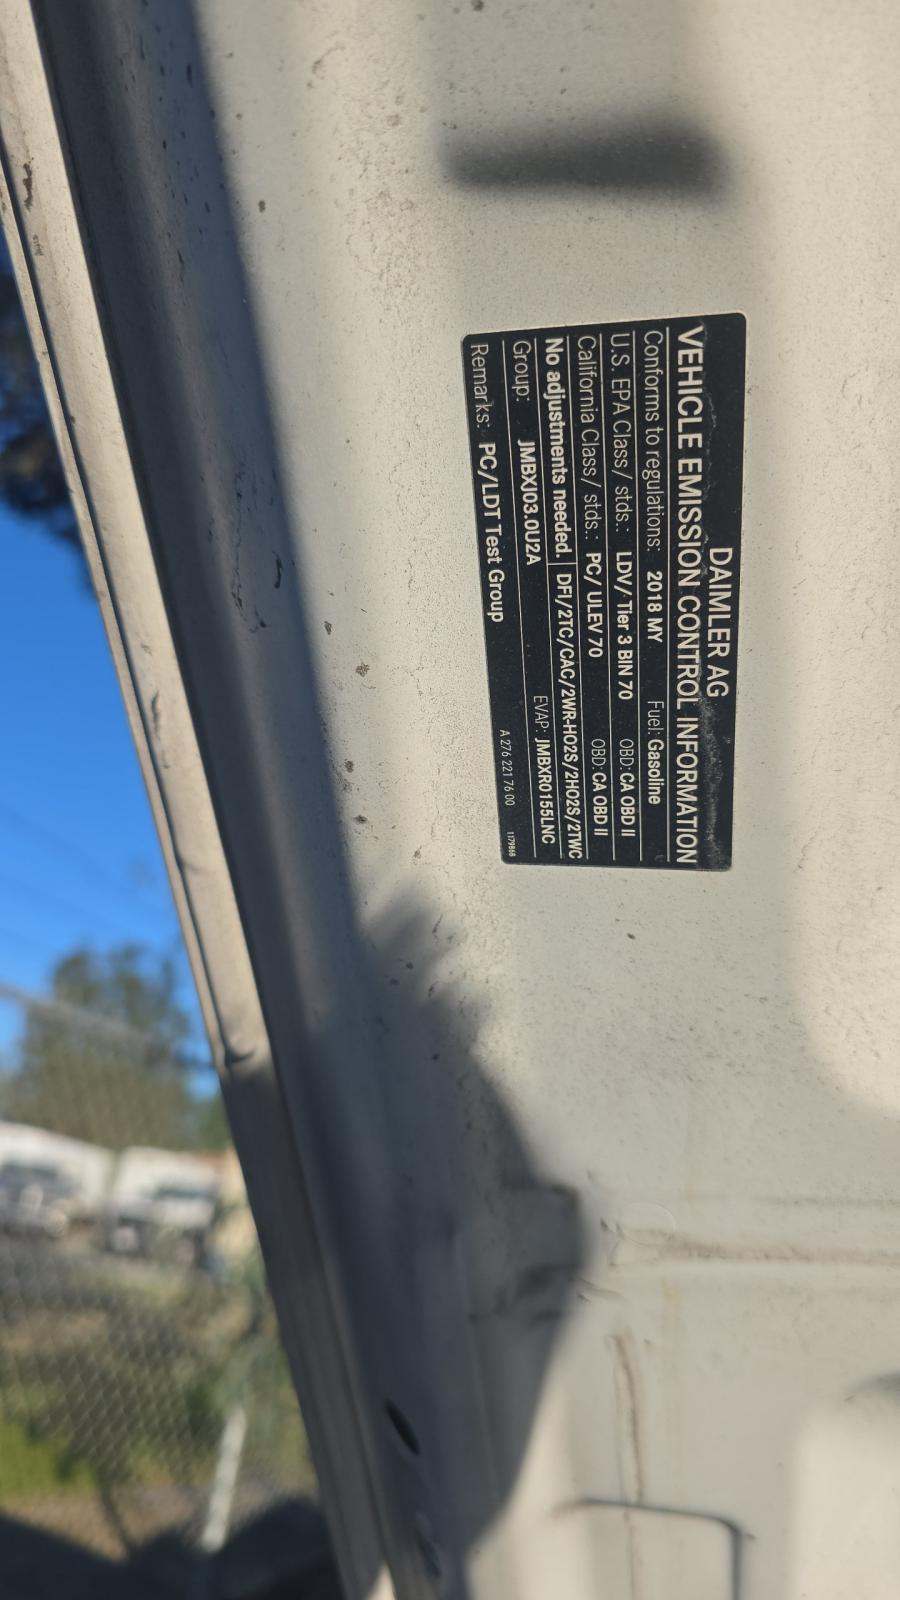 DAIMLER AG
VEHICLE EMISSION CONTROL INFORMATION
Conforms to regulations: 2018 MY Fuel: Gasoline
U.S. EPA Class/ stds.: LDV/ Tier 3 BIN 70 OBD: CA OBD II
California Class/ stds.: PC/ ULEV 70 OBD: CA OBD II
No adjustments needed. DFI/2TC/CAC/2WR-HO2S/2HO2S/2TWC
Group: JMBXJ03.0U2A EVAP: JMBXR0155LNC
Remarks: PC/LDT Test Group A 276 221 76 00 1179868